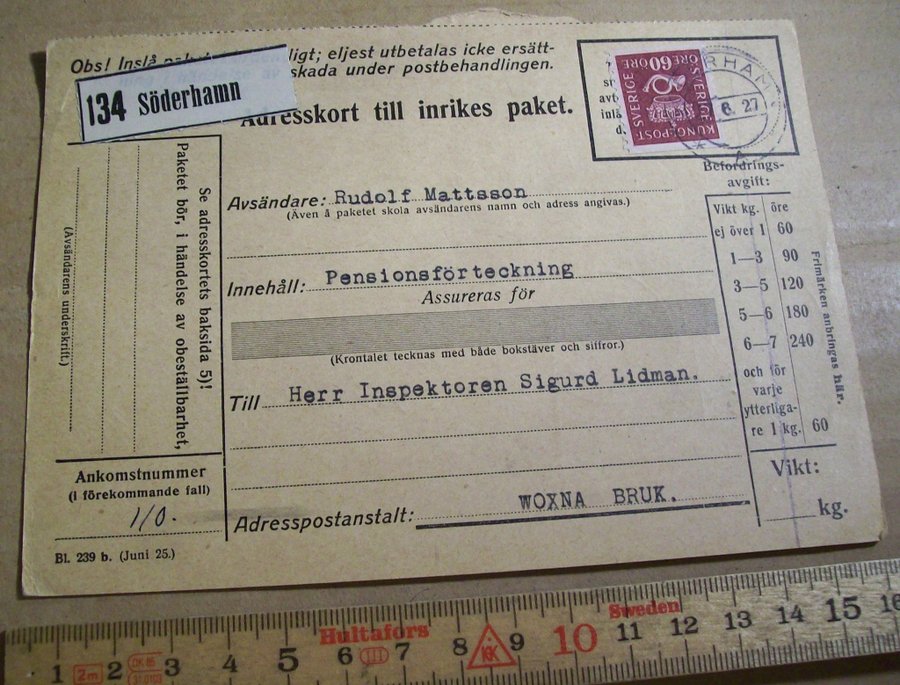 Obs! Inslå
ligt; eljest utbetalas icke ersätt-
skada under postbehandlingen.
134 Söderhamn
Adresskort till inrikes paket.
SVERIGE
60
ÖRE ÖRE
SVERIGE
KUNGL. POST
RHAM
6. 27
Avsändare: Rudolf Mattsson
(Även å paketet skola avsändarens namn och adress angivas.)
Innehåll: Pensionsförteckning
Assureras för
(Krontalet tecknas med både bokstäver och siffror.)
Till Herr Inspektoren Sigurd Lidman.
Adresspostanstalt: WOXNA BRUK.
Se adresskortets baksida 5)!
Paketet bör, i händelse av obeställbarhet,
(Avsändarens underskrift.)
Ankomstnummer
(i förekommande fall)
110.
Bl. 239 b. (Juni 25.)
Befordrings-
avgift:
Vikt kg. öre
ej över 1 60
1—3 90
3—5 120
5—6 180
6—7 240
och för
varje
ytterliga-
re 1 kg. 60
Frimärken anbringas här.
Vikt:
kg.
Hultafors Sweden
1 2m 2 3 4 5 6 7 8 9 10 11 12 13 14 15 16